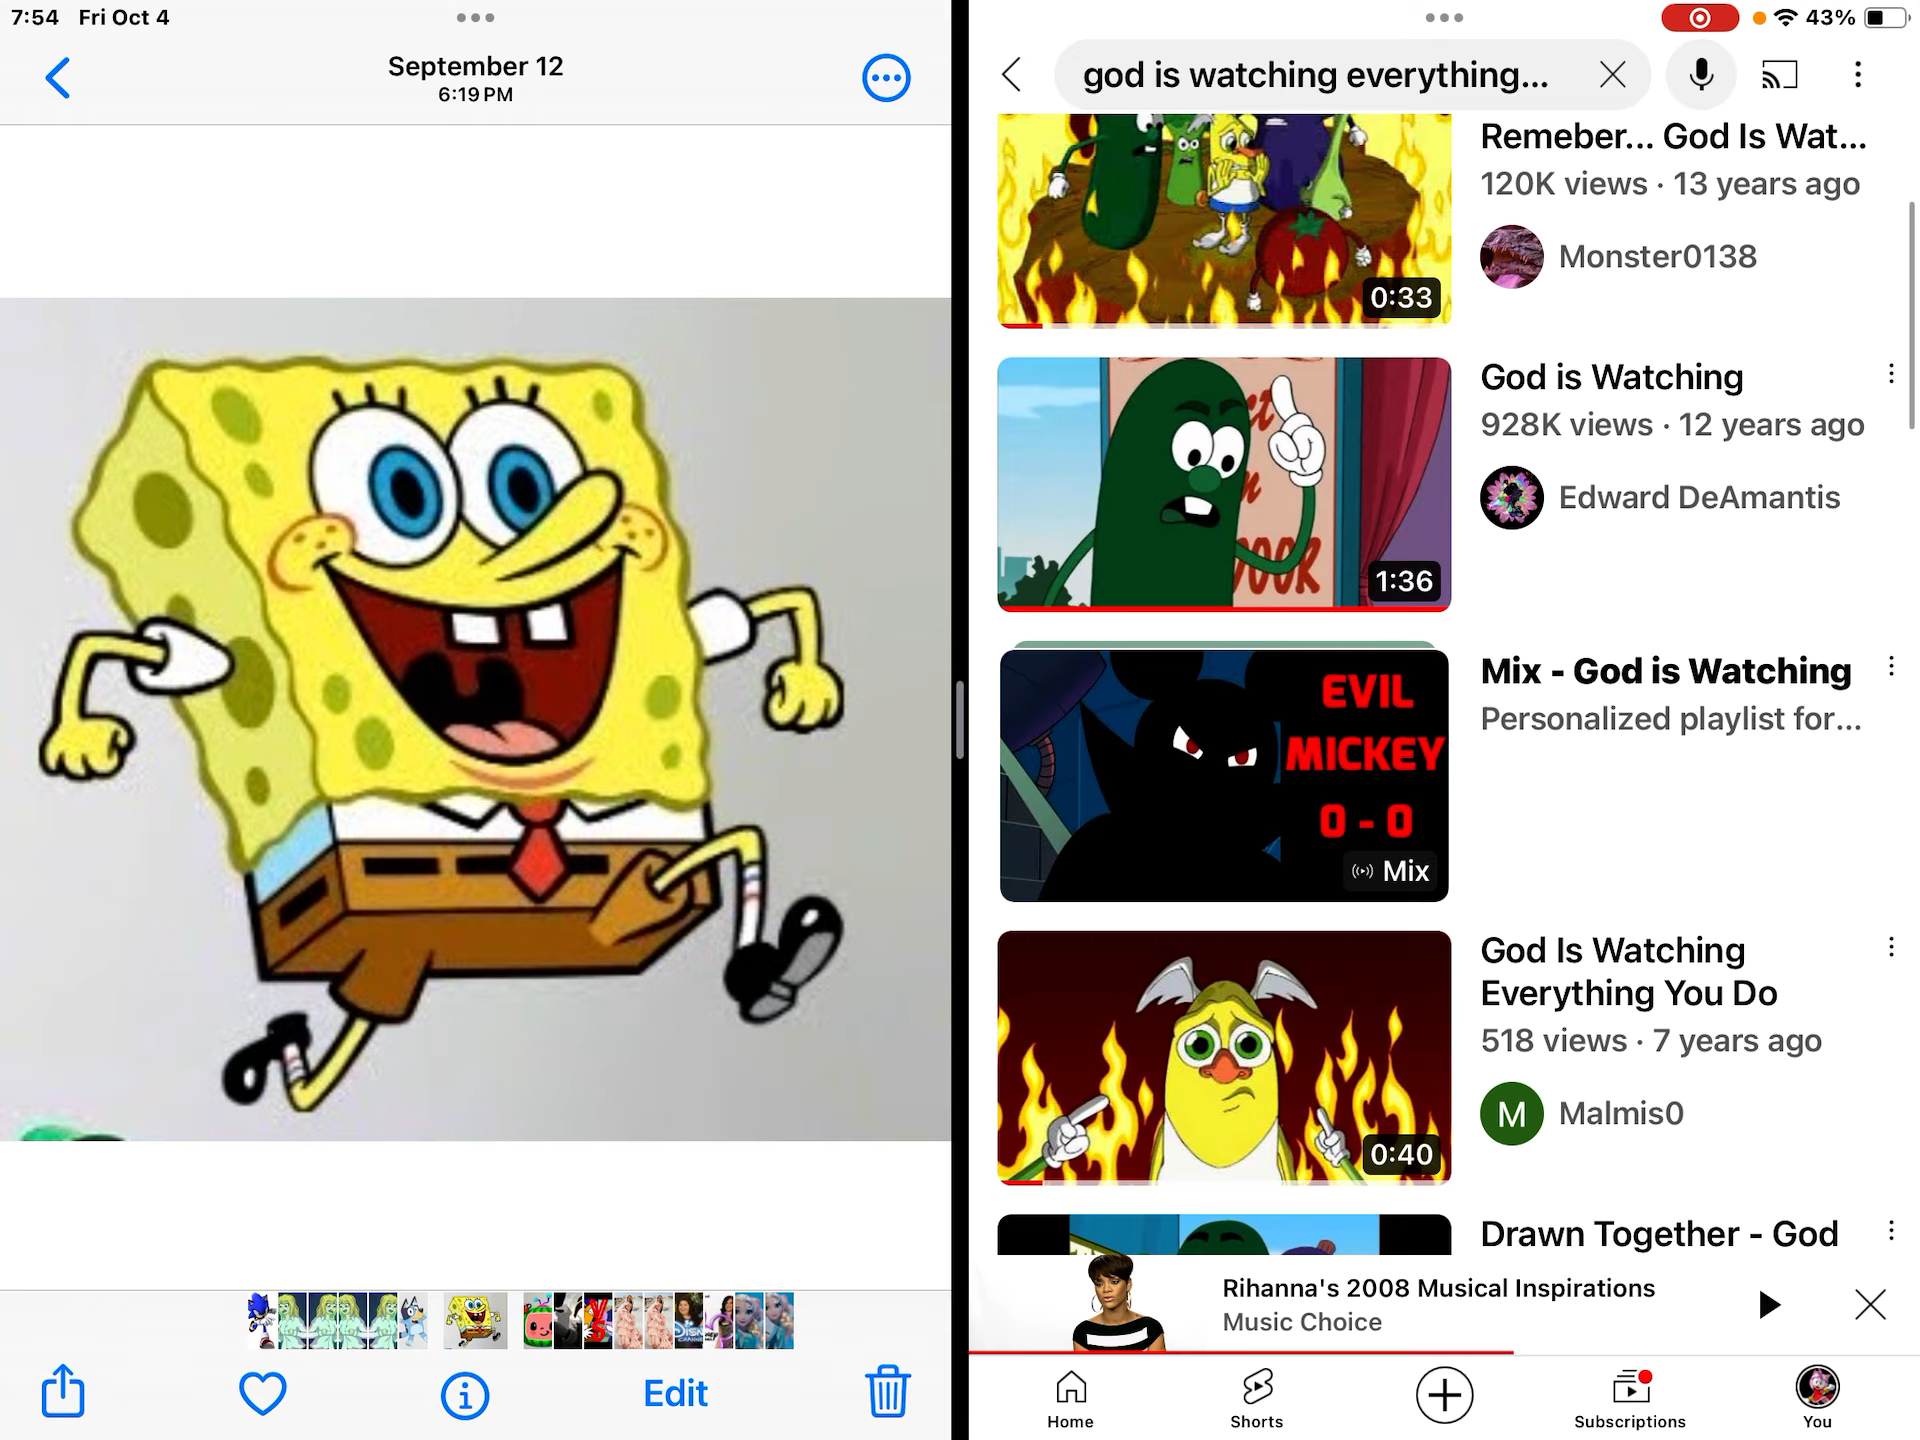 7:54 Fri Oct 4
September 12
6:19 PM
Edit
43%
god is watching everything...
Remeber... God Is Wat...
120K views · 13 years ago
Monster0138
0:33
God is Watching
928K views · 12 years ago
Edward DeAmantis
OOR
1:36
EVIL
MICKEY
0 - 0
Mix
Mix - God is Watching
Personalized playlist for...
God Is Watching
Everything You Do
518 views · 7 years ago
M
Malmis0
0:40
Drawn Together - God
Rihanna's 2008 Musical Inspirations
Music Choice
Home
Shorts
Subscriptions
You